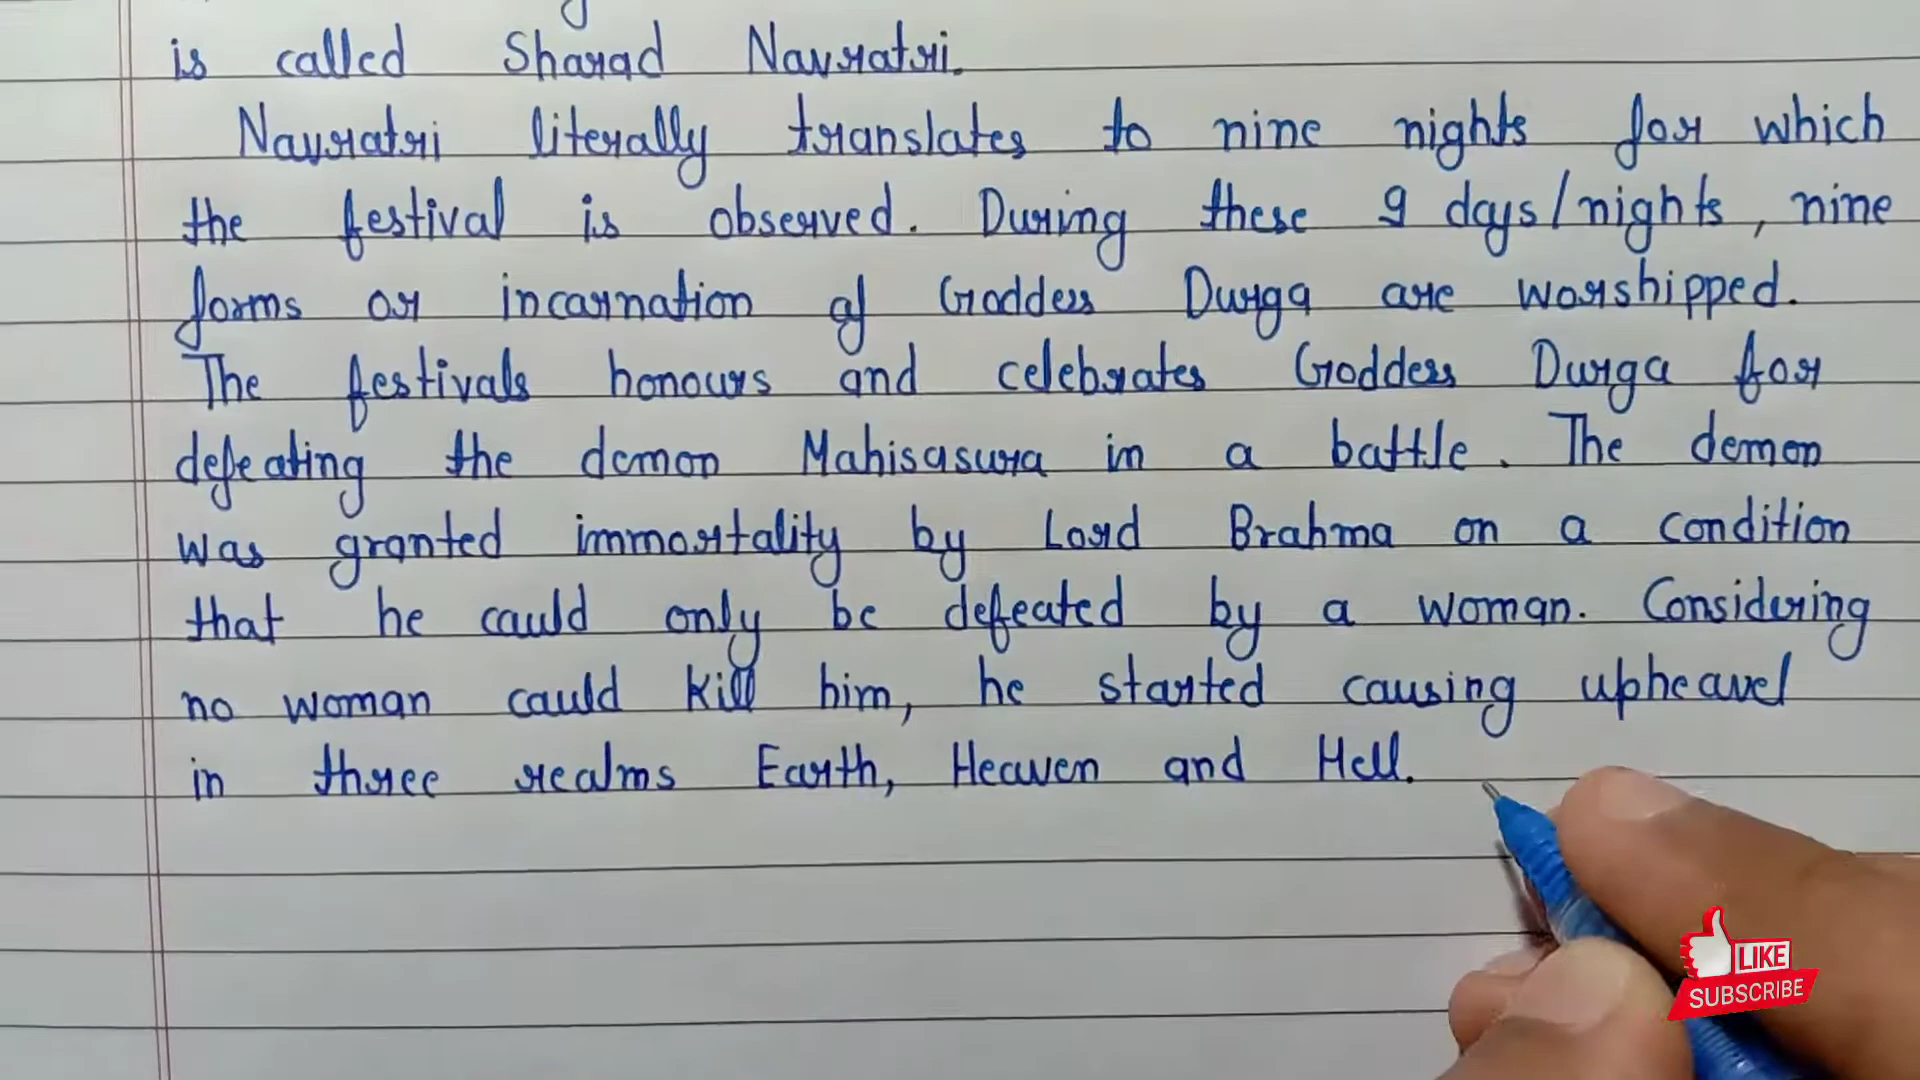 is called Sharad Navratri.
Navratri literally translates to nine nights for which
the festival is observed. During these 9 days/nights, nine
forms or incarnation of Goddess Durga are worshipped.
The festivals honours and celebrates Goddess Durga for
defeating the demon Mahisasura in a battle. The demon
was granted immortality by Lord Brahma on a condition
that he could only be defeated by a woman. Considering
no woman could kill him, he started causing upheavel
in three realms Earth, Heaven and Hell.
LIKE
SUBSCRIBE